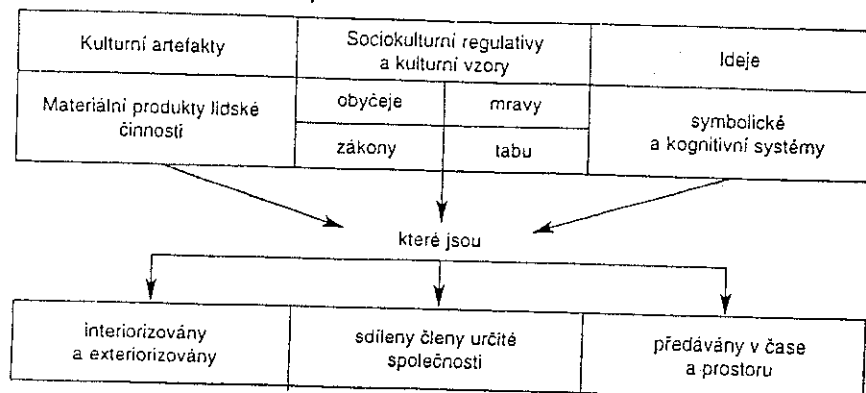 Kulturní artefakty
Sociokulturní regulativy
a kulturní vzory
Ideje
Materiální produkty lidské
činnosti
obyčeje
mravy
zákony
tabu
symbolické
a kognitivní systémy
které jsou
interiorizovány
a exteriorizovány
sdíleny členy určité
společnosti
předávány v čase
a prostoru